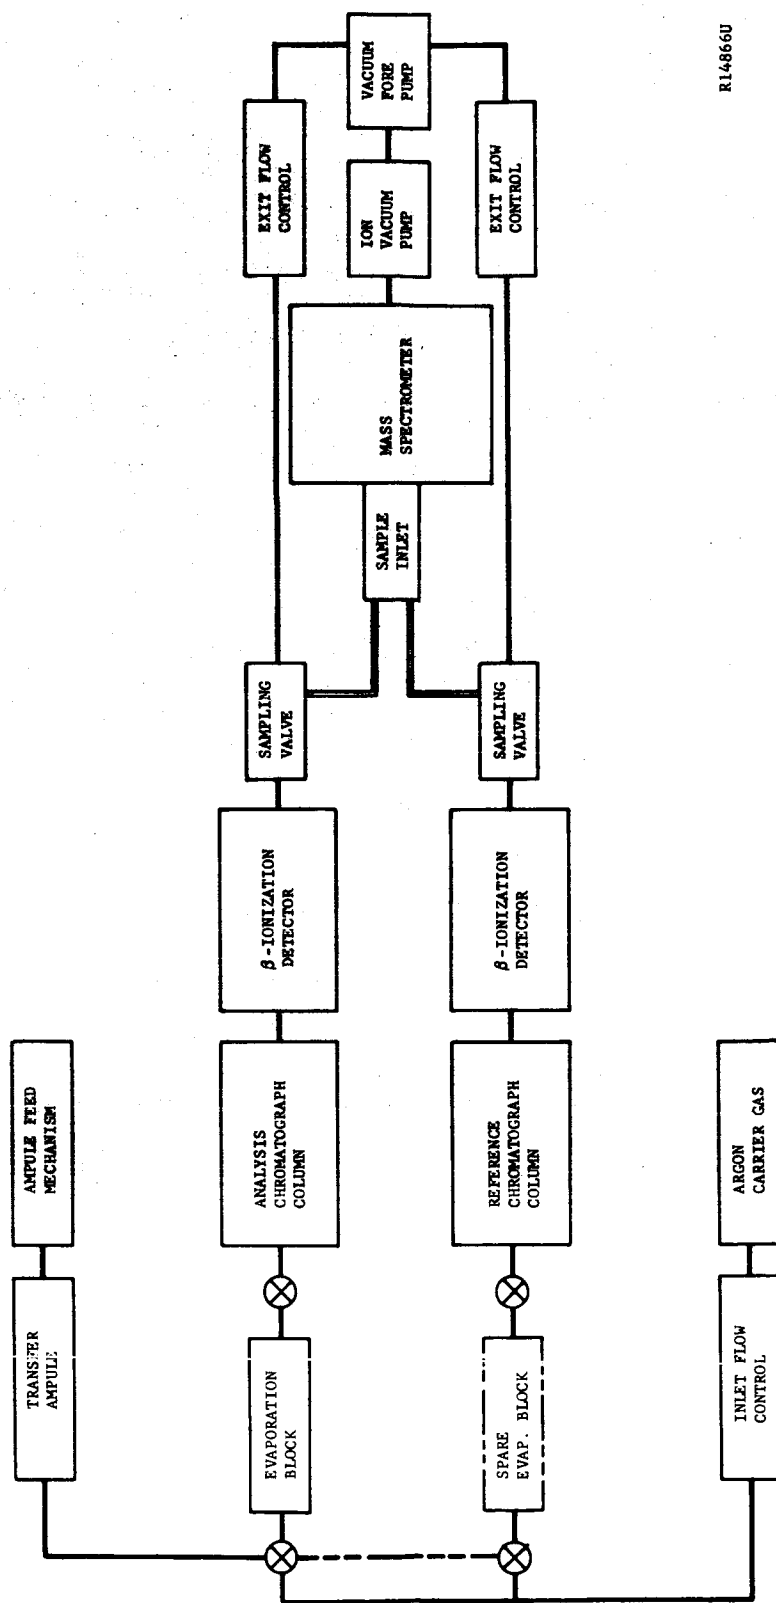 AMPULE FEED
MECHANISM
TRANSFER
AMPULE
EVAPORATION
BLOCK
ANALYSIS
CHROMATOGRAPH
COLUMN
β-IONIZATION
DETECTOR
SAMPLING
VALVE
EXIT FLOW
CONTROL
SAMPLE
INLET
MASS
SPECTROMETER
ION
VACUUM
PUMP
VACUUM
FORE
PUMP
SPARE
EVAP. BLOCK
REFERENCE
CHROMATOGRAPH
COLUMN
β-IONIZATION
DETECTOR
SAMPLING
VALVE
EXIT FLOW
CONTROL
INLET FLOW
CONTROL
ARGON
CARRIER GAS
R14866U